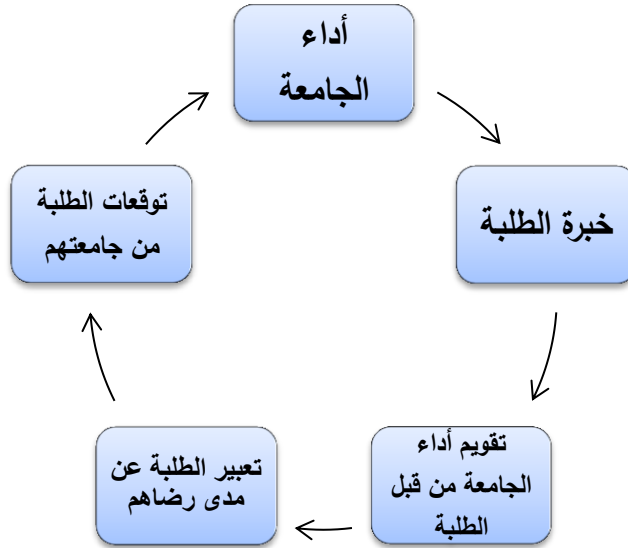 أداء
الجامعة
خبرة الطلبة
تقويم أداء
الجامعة من قبل
الطلبة
تعبير الطلبة عن
مدى رضاهم
توقعات الطلبة
من جامعتهم